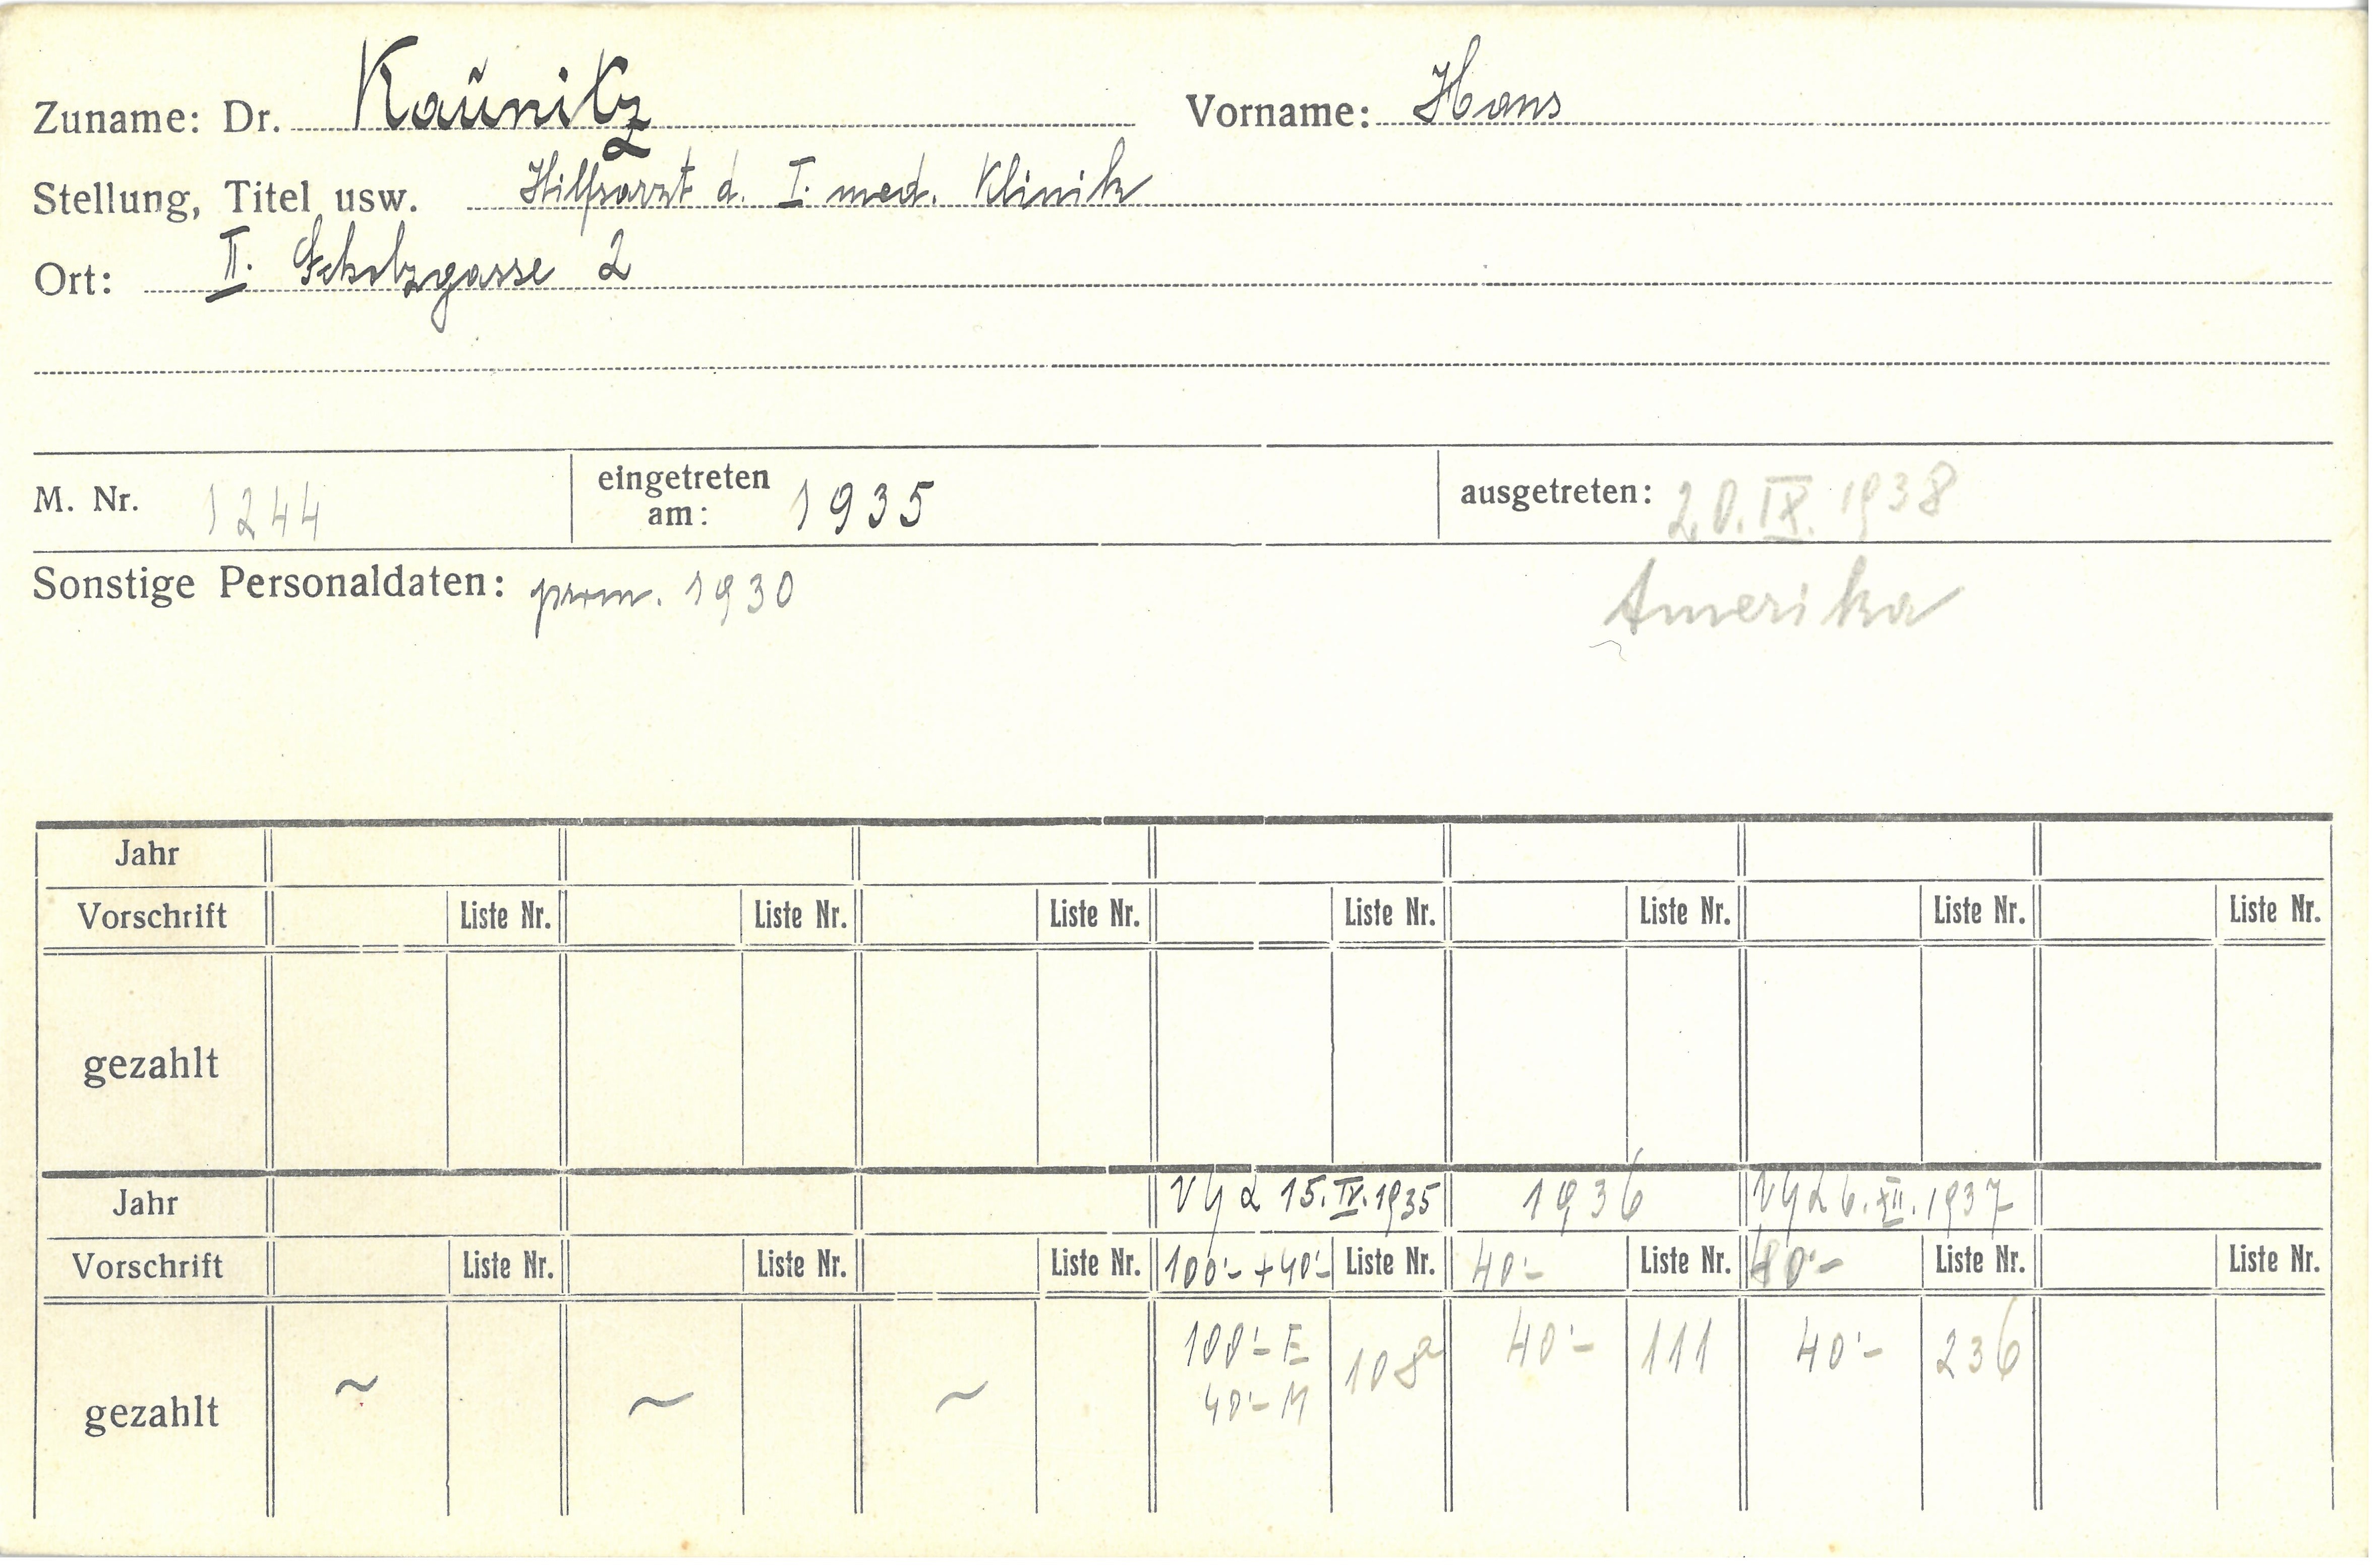 Zuname: Dr. Kaunitz Vorname: Hans
Stellung, Titel usw. Hilfsarzt d. I. med. Klinik
Ort: II. Scholzgasse 2
M. Nr. 1244 eingetreten am: 1935 ausgetreten: 20.IX.1938
Sonstige Personaldaten: prom. 1930 Amerika
Jahr
Vorschrift Liste Nr. Liste Nr. Liste Nr. Liste Nr. Liste Nr. Liste Nr. Liste Nr.
gezahlt
Jahr 15.IV.1935 1936 6.XII.1937
Vorschrift Liste Nr. Liste Nr. Liste Nr. 100'- + 40'- Liste Nr. 40'- Liste Nr. 40'- Liste Nr. Liste Nr.
gezahlt ~ ~ ~ 100'- E 108a 40'- 111 40'- 236
40'- M